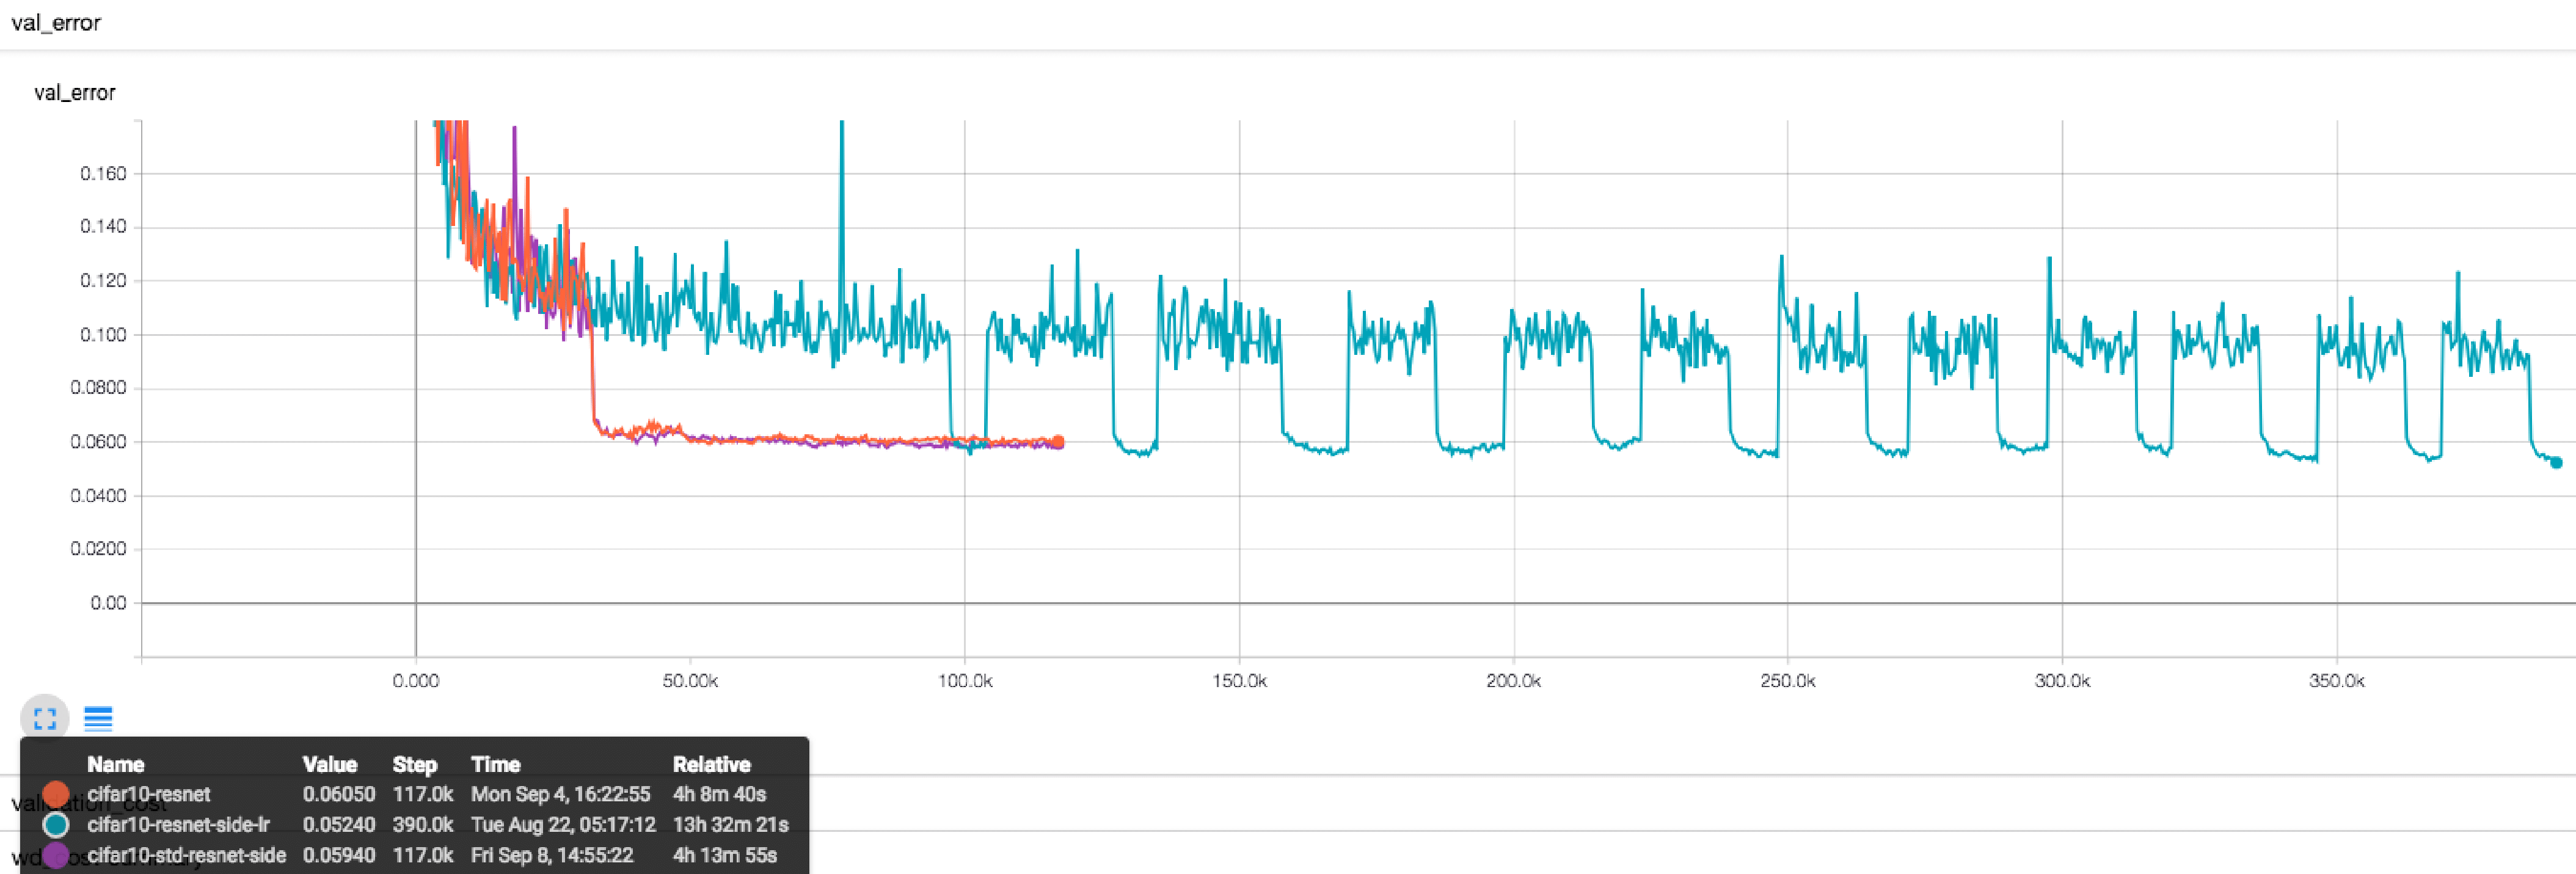 val_error
val_error
0.160
0.140
0.120
0.100
0.0800
0.0600
0.0400
0.0200
0.00
0.000 50.00k 100.0k 150.0k 200.0k 250.0k 300.0k 350.0k
Name Value Step Time Relative
cifar10-resnet 0.06050 117.0k Mon Sep 4, 16:22:55 4h 8m 40s
validation_cost
cifar10-resnet-side-lr 0.05240 390.0k Tue Aug 22, 05:17:12 13h 32m 21s
cifar10-std-resnet-side 0.05940 117.0k Fri Sep 8, 14:55:22 4h 13m 55s